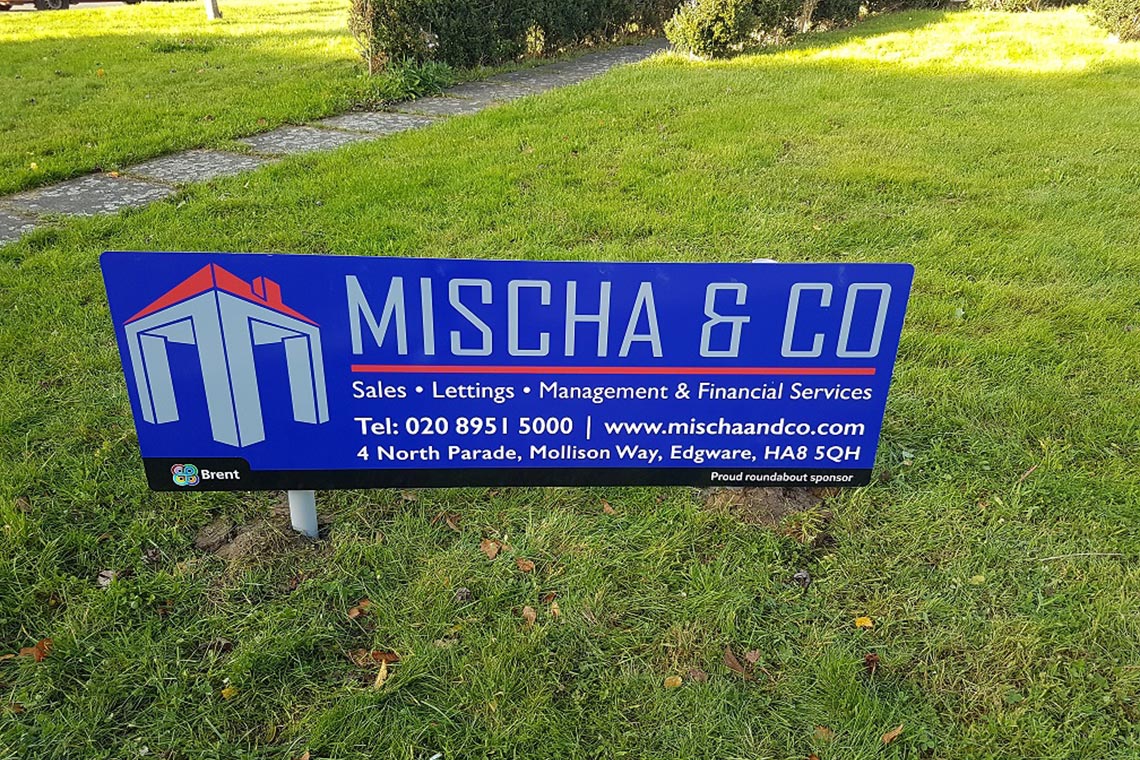 MISCHA & CO
Sales • Lettings • Management & Financial Services
Tel: 020 8951 5000 | www.mischaandco.com
4 North Parade, Mollison Way, Edgware, HA8 5QH
Brent
Proud roundabout sponsor